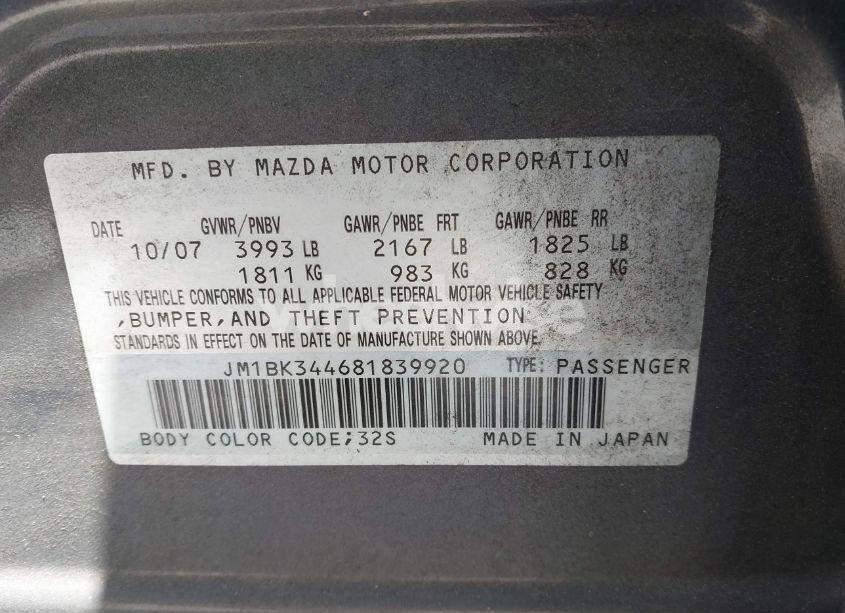 MFD. BY MAZDA MOTOR CORPORATION
DATE GVWR/PNBV GAWR/PNBE FRT GAWR/PNBE RR
10/07 3993 LB 2167 LB 1825 LB
1811 KG 983 KG 828 KG
THIS VEHICLE CONFORMS TO ALL APPLICABLE FEDERAL MOTOR VEHICLE SAFETY
,BUMPER,AND THEFT PREVENTION
STANDARDS IN EFFECT ON THE DATE OF MANUFACTURE SHOWN ABOVE.
JM1BK344681839920 TYPE: PASSENGER
BODY COLOR CODE;32S MADE IN JAPAN